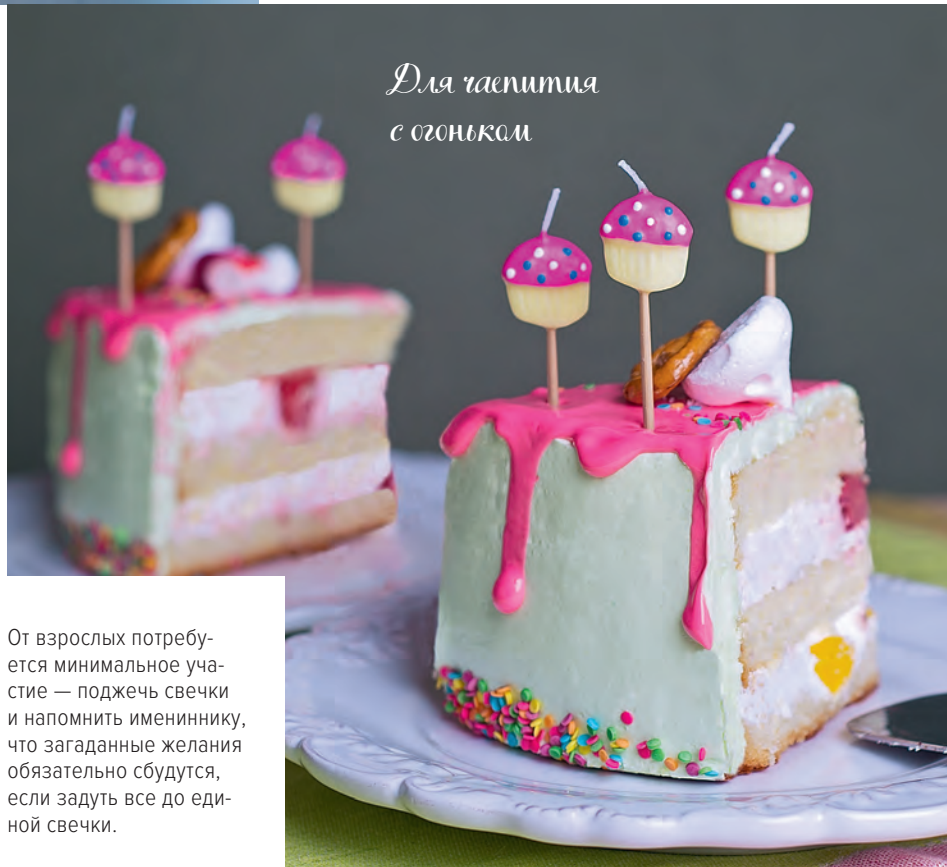 Для чаепития
с огоньком
От взрослых потребу-
ется минимальное уча-
стие — поджечь свечки
и напомнить имениннику,
что загаданные желания
обязательно сбудутся,
если задуть все до еди-
ной свечки.